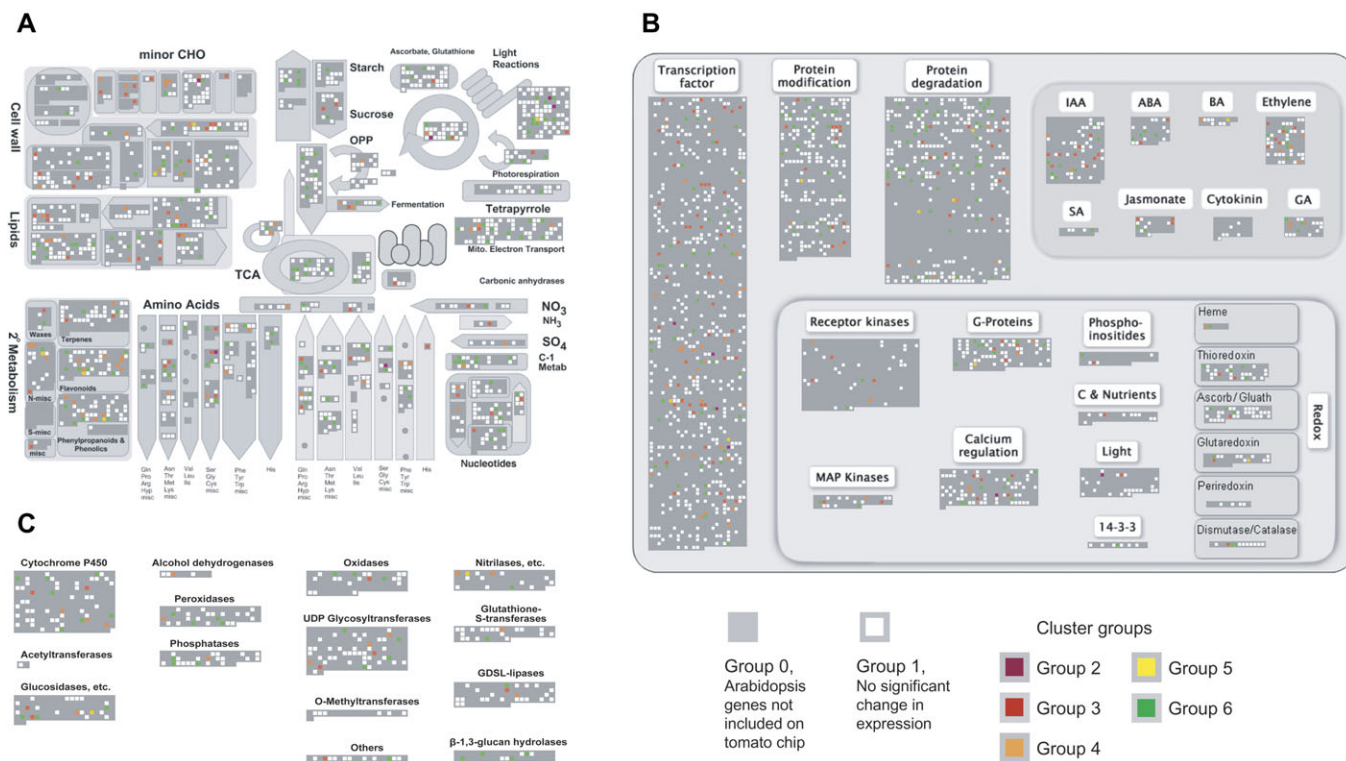 A
minor CHO
Cell wall
Lipids
2° Metabolism
Starch
Sucrose
OPP
Fermentation
TCA
Amino Acids
Ascorbate, Glutathione
Light
Reactions
Photorespiration
Tetrapyrrole
Mito. Electron Transport
Carbonic anhydrases
NO3
NH3
SO4
C-1
Metab
Nucleotides
Waxes
Terpenes
N-misc
Flavonoids
S-misc
misc
Phenylpropanoids &
Phenolics
Gln
Pro
Arg
Hyp
misc
Asn
Thr
Met
Lys
misc
Val
Leu
Ile
Ser
Gly
Cys
misc
Phe
Tyr
Trp
misc
His
Gln
Pro
Arg
Hyp
misc
Asn
Thr
Met
Lys
misc
Val
Leu
Ile
Ser
Gly
Cys
misc
Phe
Tyr
Trp
misc
His
B
Transcription
factor
Protein
modification
Protein
degradation
IAA
ABA
BA
Ethylene
SA
Jasmonate
Cytokinin
GA
Receptor kinases
G-Proteins
Phospho-
inositides
C & Nutrients
MAP Kinases
Calcium
regulation
Light
14-3-3
Heme
Thioredoxin
Ascorb/Gluath
Glutaredoxin
Periredoxin
Dismutase/Catalase
Redox
C
Cytochrome P450
Acetyltransferases
Glucosidases, etc.
Alcohol dehydrogenases
Peroxidases
Phosphatases
Oxidases
UDP Glycosyltransferases
O-Methyltransferases
Others
Nitrilases, etc.
Glutathione-
S-transferases
GDSL-lipases
β-1,3-glucan hydrolases
Group 0,
Arabidopsis
genes not
included on
tomato chip
Group 1,
No significant
change in
expression
Cluster groups
Group 2
Group 3
Group 4
Group 5
Group 6